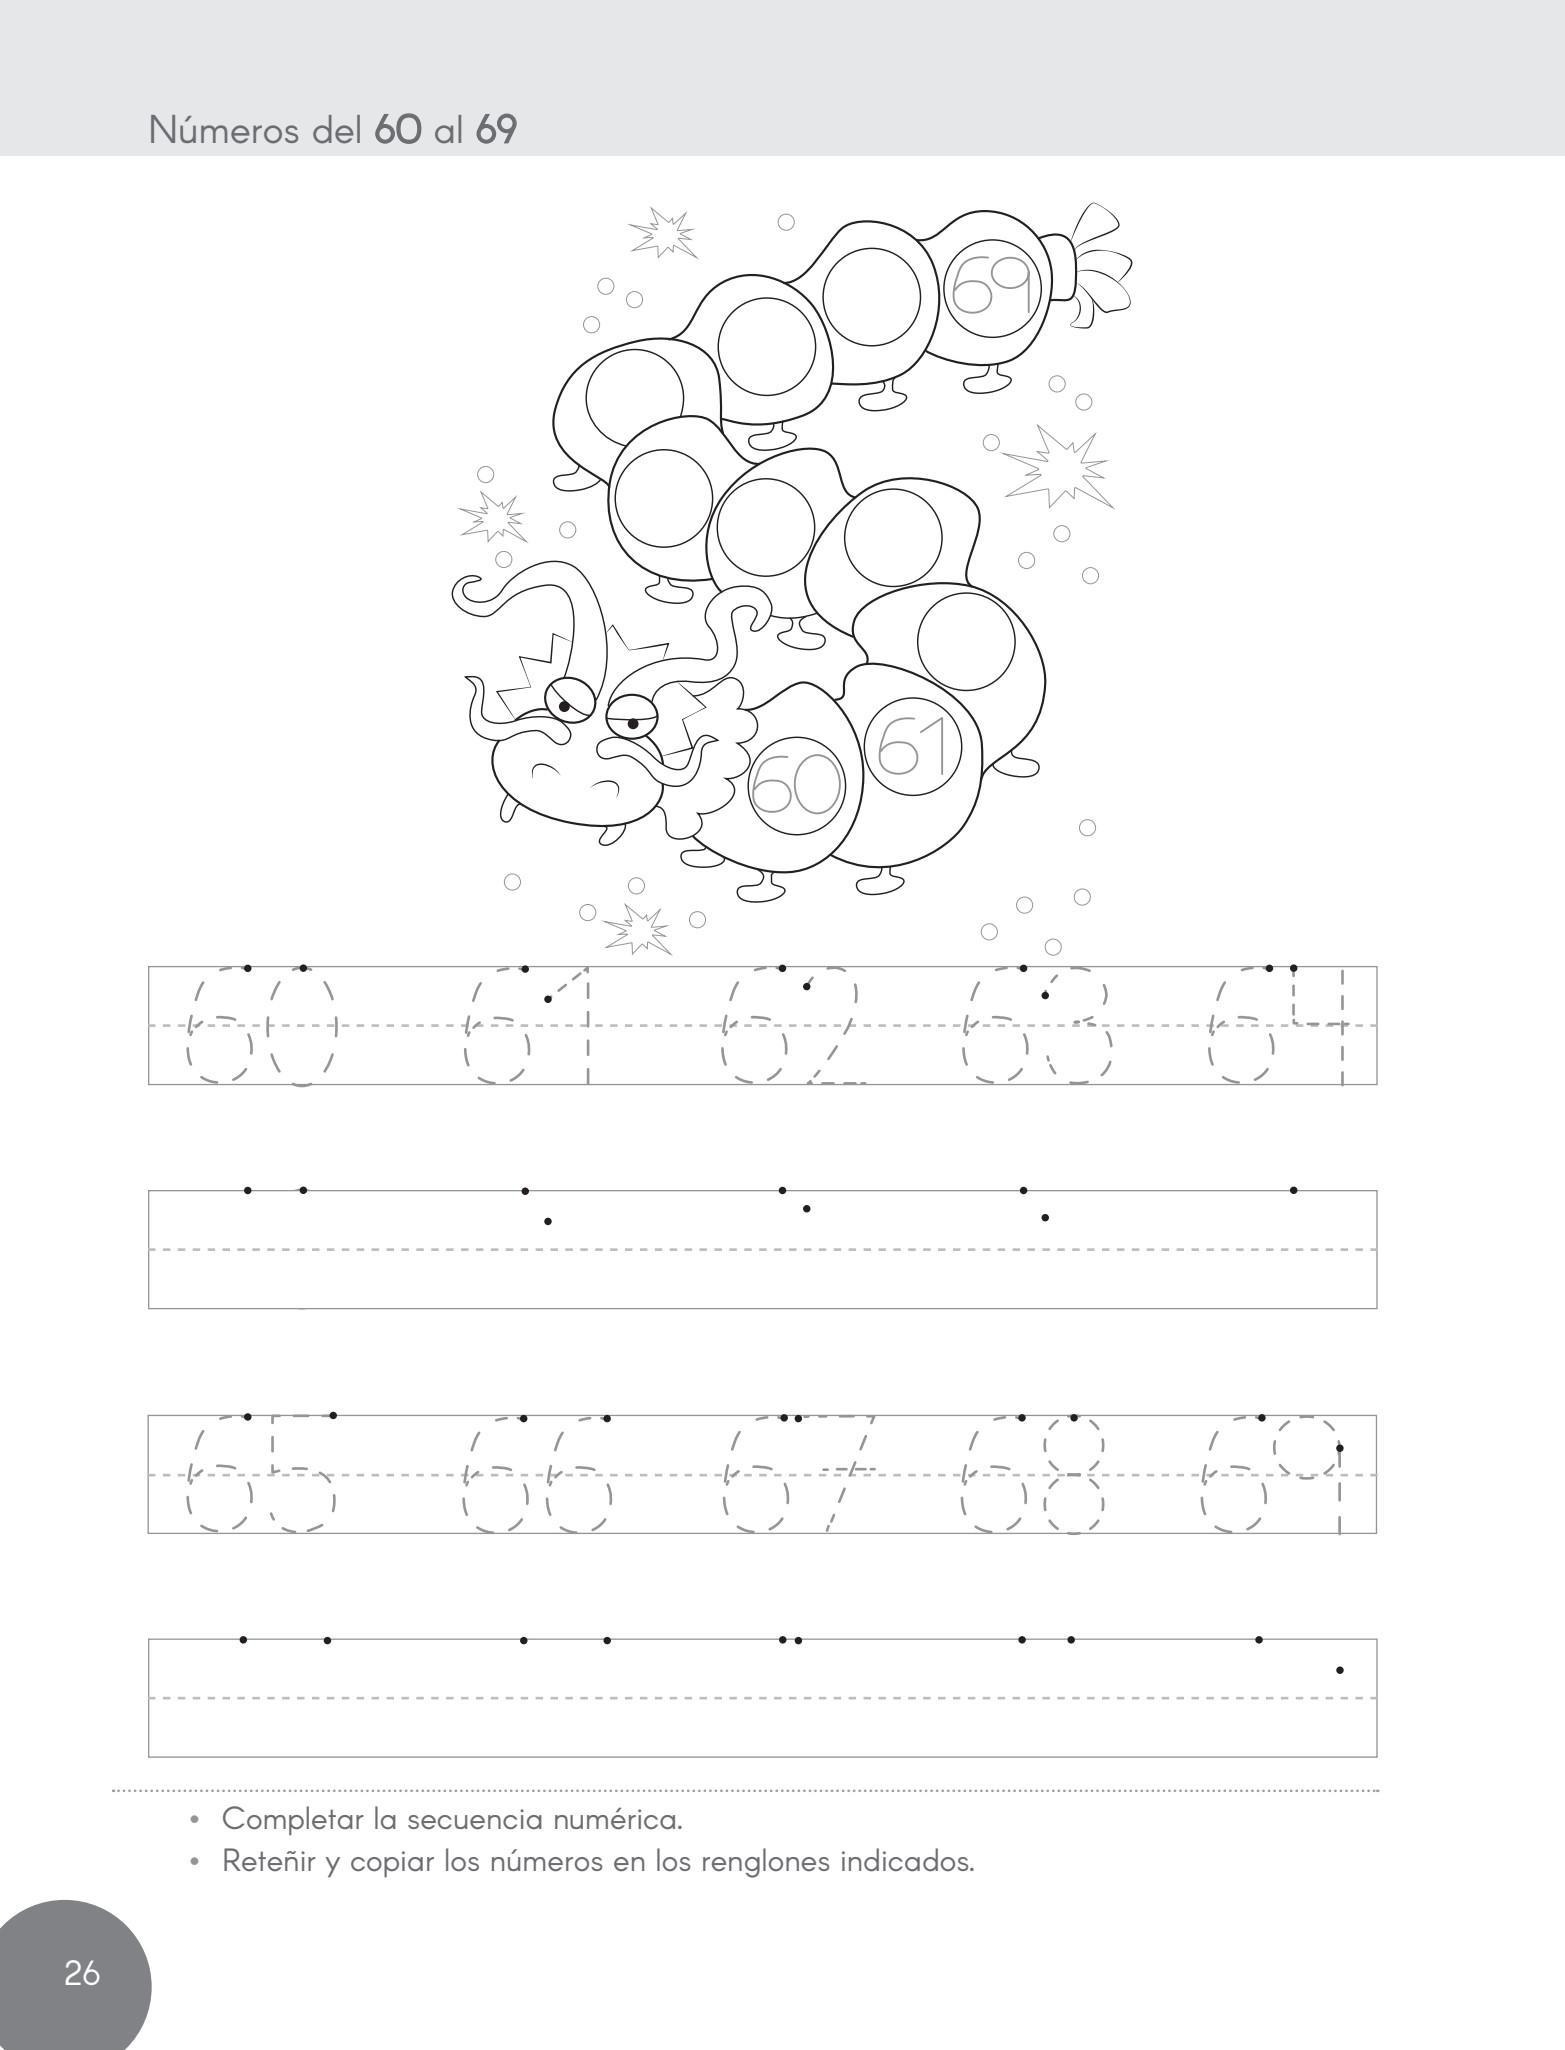 Números del 60 al 69
69
61
60
60 61 62 63 64
65 66 67 68 69
• Completar la secuencia numérica.
• Reteñir y copiar los números en los renglones indicados.
26